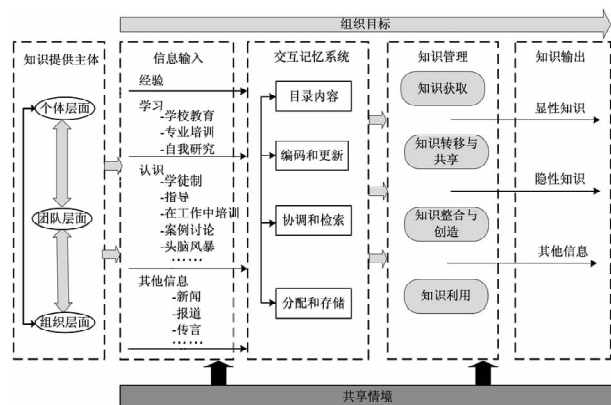 组织目标
知识提供主体
个体层面
团队层面
组织层面
信息输入
经验
学习
-学校教育
-专业培训
-自我研究
认识
-学徒制
-指导
-在工作中培训
-案例讨论
-头脑风暴
……
其他信息
-新闻
-报道
-传言
……
交互记忆系统
目录内容
编码和更新
协调和检索
分配和存储
知识管理
知识获取
知识转移与
共享
知识整合与
创造
知识利用
知识输出
显性知识
隐性知识
其他信息
共享情境